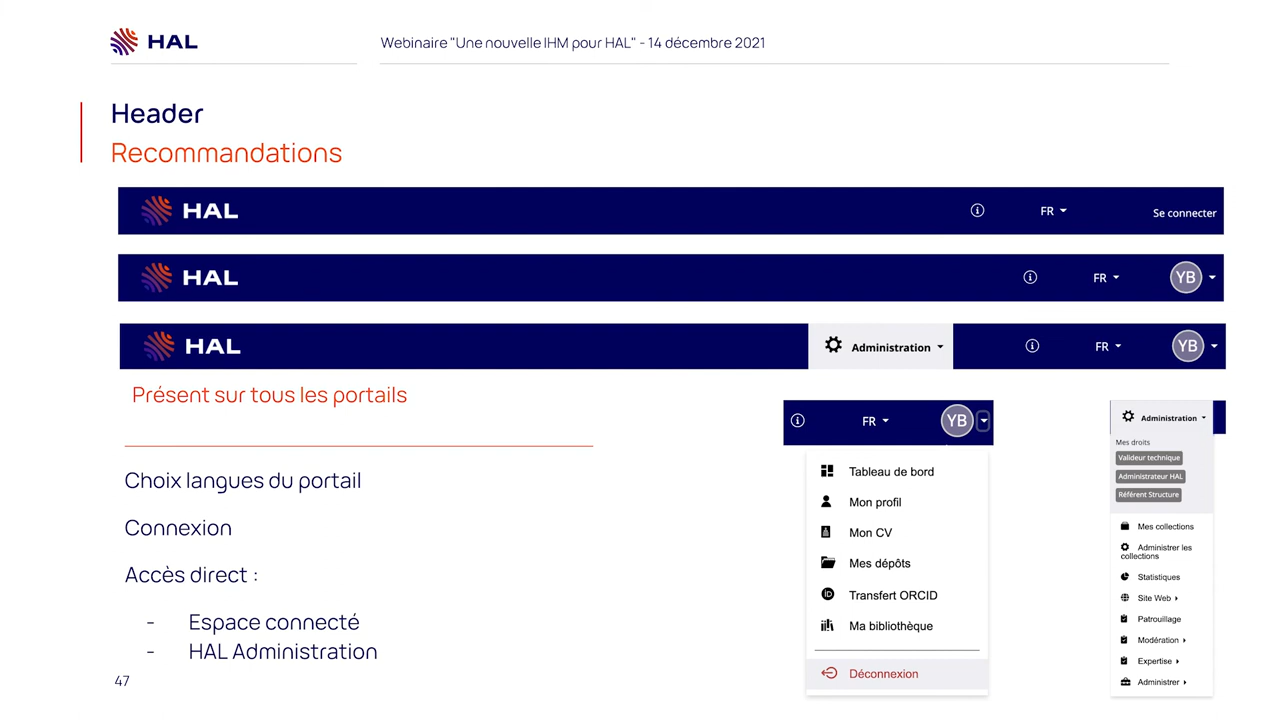 HAL
Webinaire "Une nouvelle IHM pour HAL" - 14 décembre 2021
Header
Recommandations
HAL
FR
Se connecter
HAL
FR
YB
HAL
Administration
FR
YB
Présent sur tous les portails
Choix langues du portail
Connexion
Accès direct :
- Espace connecté
- HAL Administration
47
FR
YB
Tableau de bord
Mon profil
Mon CV
Mes dépôts
Transfert ORCID
Ma bibliothèque
Déconnexion
Administration
Mes droits
Valideur technique
Administrateur HAL
Référent Structure
Mes collections
Administrer les
collections
Statistiques
Site Web
Patrouillage
Modération
Expertise
Administrer